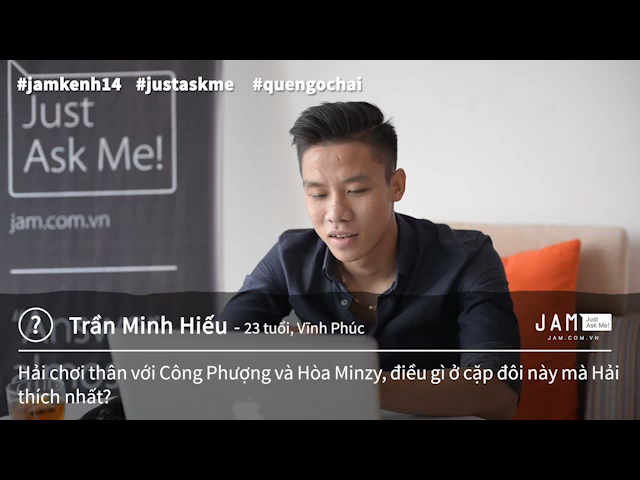 #jamkenh14 #justaskme #quengochai
Just
Ask Me!
jam.com.vn
? Trần Minh Hiếu - 23 tuổi, Vĩnh Phúc
JAM Just Ask Me!
JAM.COM.VN
Hải chơi thân với Công Phượng và Hòa Minzy, điều gì ở cặp đôi này mà Hải
thích nhất?